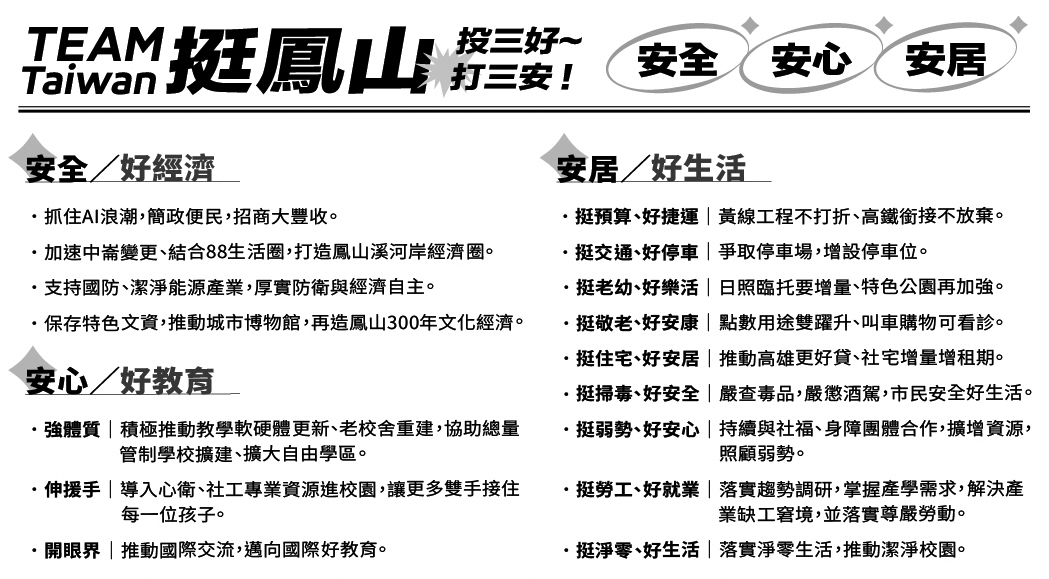 TEAM
Taiwan
挺鳳山
投三好~
打三安！
安全 安心 安居
安全／好經濟
・抓住AI浪潮，簡政便民，招商大豐收。
・加速中崙變更、結合88生活圈，打造鳳山溪河岸經濟圈。
・支持國防、潔淨能源產業，厚實防衛與經濟自主。
・保存特色文資，推動城市博物館，再造鳳山300年文化經濟。
安心／好教育
・強體質｜積極推動教學軟硬體更新、老校舍重建，協助總量
管制學校擴建、擴大自由學區。
・伸援手｜導入心衛、社工專業資源進校園，讓更多雙手接住
每一位孩子。
・開眼界｜推動國際交流，邁向國際好教育。
安居／好生活
・挺預算、好捷運｜黃線工程不打折、高鐵銜接不放棄。
・挺交通、好停車｜爭取停車場，增設停車位。
・挺老幼、好樂活｜日照臨托要增量、特色公園再加強。
・挺敬老、好安康｜點數用途雙躍升、叫車購物可看診。
・挺住宅、好安居｜推動高雄更好貸、社宅增量增租期。
・挺掃毒、好安全｜嚴查毒品，嚴懲酒駕，市民安全好生活。
・挺弱勢、好安心｜持續與社福、身障團體合作，擴增資源，
照顧弱勢。
・挺勞工、好就業｜落實趨勢調研，掌握產學需求，解決產
業缺工窘境，並落實尊嚴勞動。
・挺淨零、好生活｜落實淨零生活，推動潔淨校園。